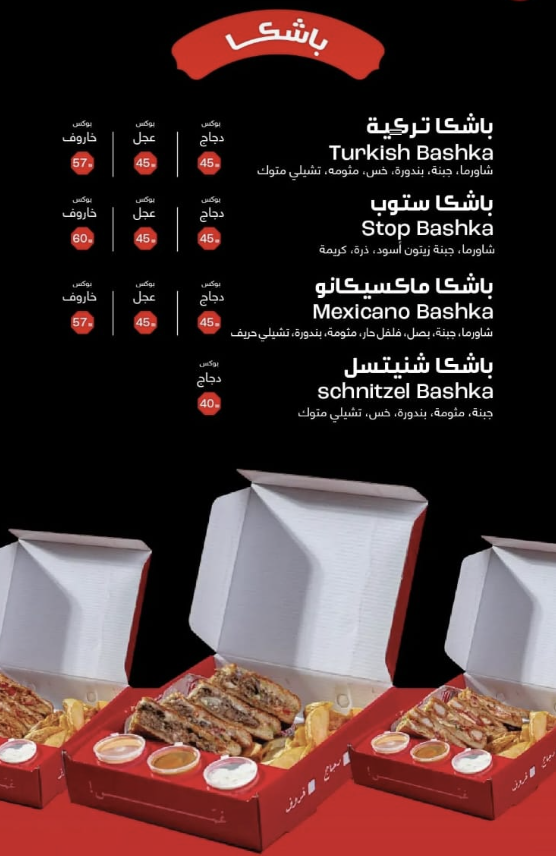 باشكا
باشكا تركية
Turkish Bashka
شاورما، جبنة، بندورة، خس، مثومه، تشيلي متوك
بوكس دجاج 45₪
بوكس عجل 45₪
بوكس خاروف 57₪
باشكا ستوب
Stop Bashka
شاورما، جبنة زيتون أسود، ذرة، كريمة
بوكس دجاج 45₪
بوكس عجل 45₪
بوكس خاروف 60₪
باشكا ماكسيكانو
Mexicano Bashka
شاورما، جبنة، بصل، فلفل حار، مثومة، بندورة، تشيلي حريف
بوكس دجاج 45₪
بوكس عجل 45₪
بوكس خاروف 57₪
باشكا شنيتسل
schnitzel Bashka
جبنة، مثومة، بندورة، خس، تشيلي متوك
بوكس دجاج 40₪